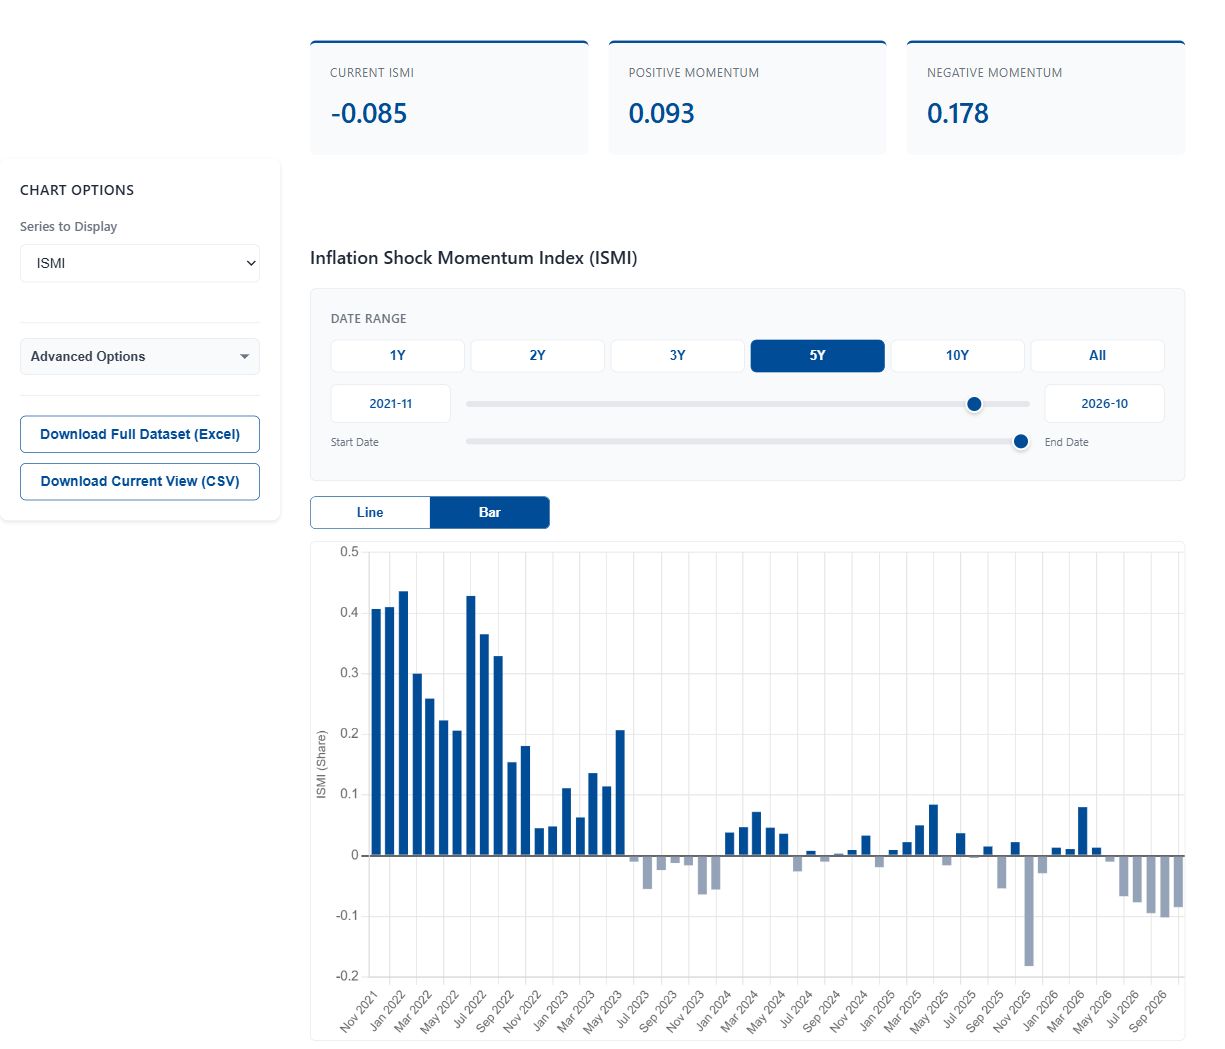 CURRENT ISMI
-0.085
POSITIVE MOMENTUM
0.093
NEGATIVE MOMENTUM
0.178
CHART OPTIONS
Series to Display
ISMI
Advanced Options
Download Full Dataset (Excel)
Download Current View (CSV)
Inflation Shock Momentum Index (ISMI)
DATE RANGE
1Y 2Y 3Y 5Y 10Y All
2021-11 2026-10
Start Date End Date
Line Bar
ISMI (Share)
0.5
0.4
0.3
0.2
0.1
0
-0.1
-0.2
Nov 2021
Jan 2022
Mar 2022
May 2022
Jul 2022
Sep 2022
Nov 2022
Jan 2023
Mar 2023
May 2023
Jul 2023
Sep 2023
Nov 2023
Jan 2024
Mar 2024
May 2024
Jul 2024
Sep 2024
Nov 2024
Jan 2025
Mar 2025
May 2025
Jul 2025
Sep 2025
Nov 2025
Jan 2026
Mar 2026
May 2026
Jul 2026
Sep 2026